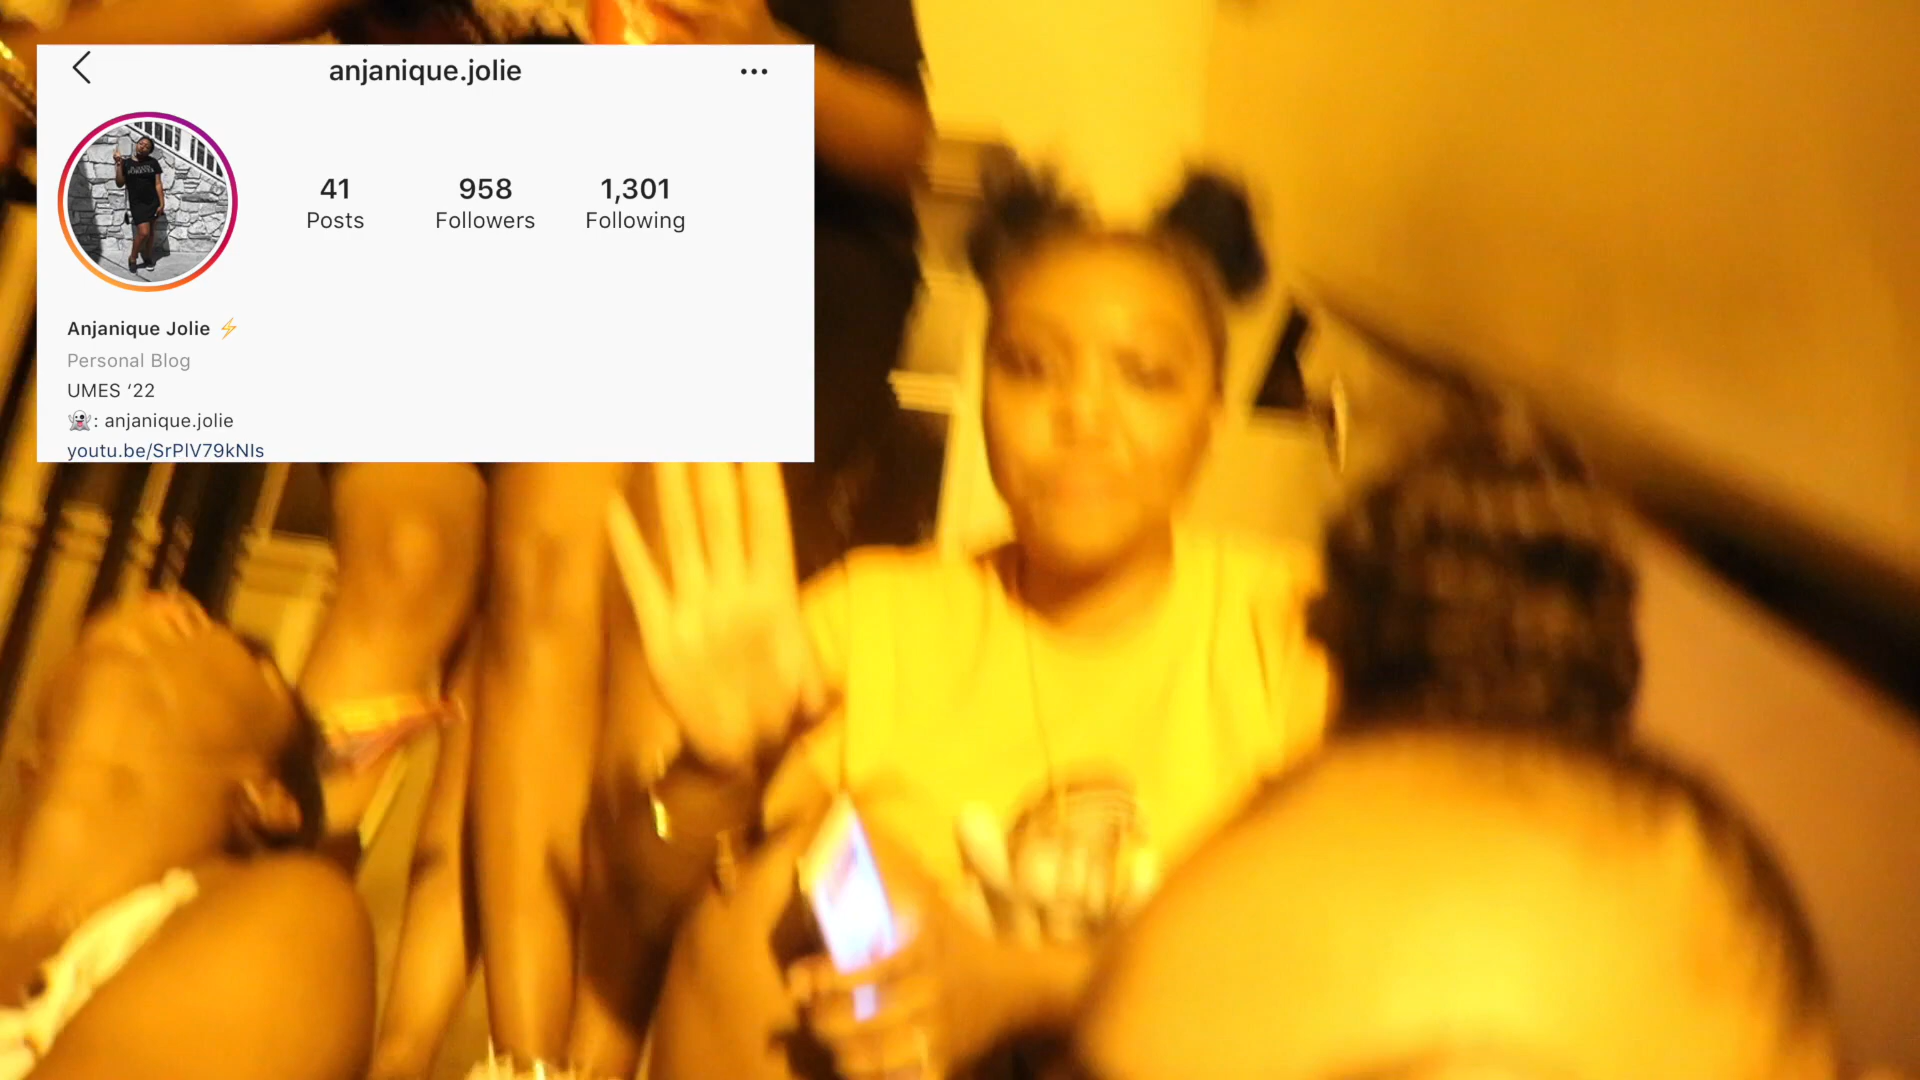 anjanique.jolie
41 958 1,301
Posts Followers Following
Anjanique Jolie ⚡
Personal Blog
UMES ‘22
👻: anjanique.jolie
youtu.be/SrPlV79kNIs